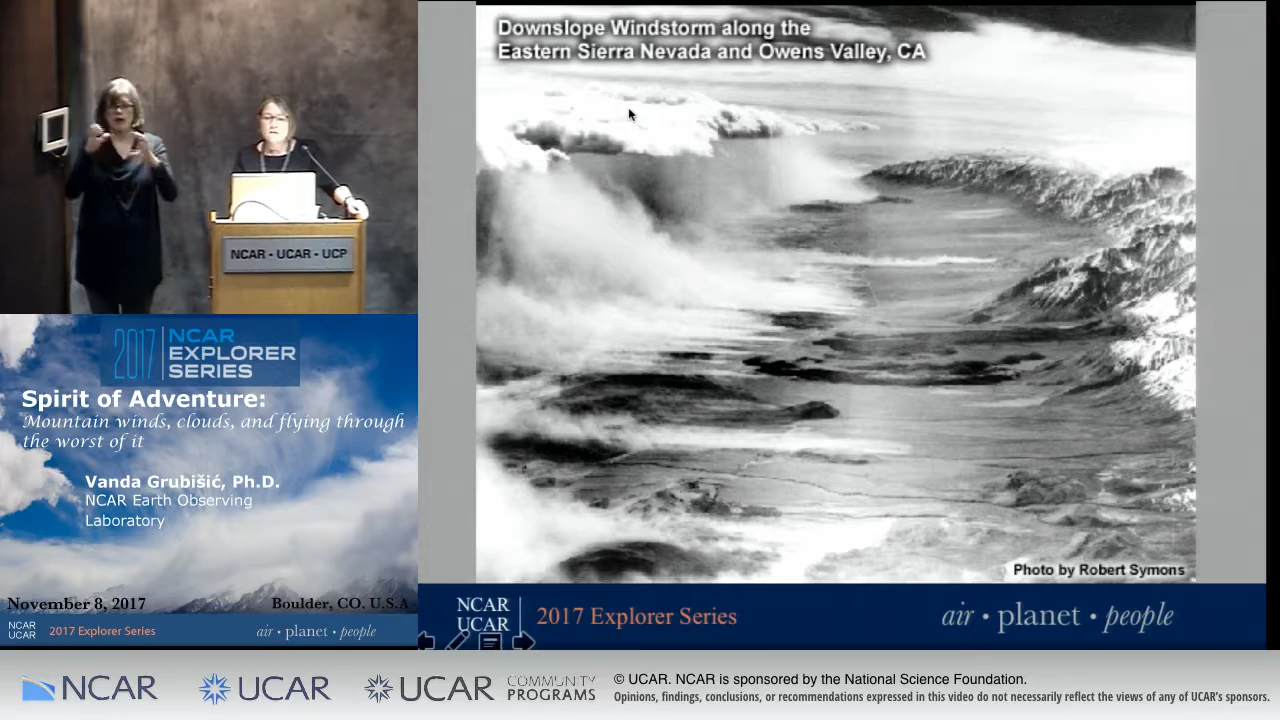 NCAR • UCAR • UCP
2017 NCAR
EXPLORER
SERIES
Spirit of Adventure:
Mountain winds, clouds, and flying through
the worst of it
Vanda Grubišić, Ph.D.
NCAR Earth Observing
Laboratory
November 8, 2017 Boulder, CO. U.S.A
NCAR
UCAR
2017 Explorer Series
air • planet • people
Downslope Windstorm along the
Eastern Sierra Nevada and Owens Valley, CA
Photo by Robert Symons
NCAR
UCAR
2017 Explorer Series
air • planet • people
NCAR
UCAR
UCAR COMMUNITY
PROGRAMS
© UCAR. NCAR is sponsored by the National Science Foundation.
Opinions, findings, conclusions, or recommendations expressed in this video do not necessarily reflect the views of any of UCAR's sponsors.